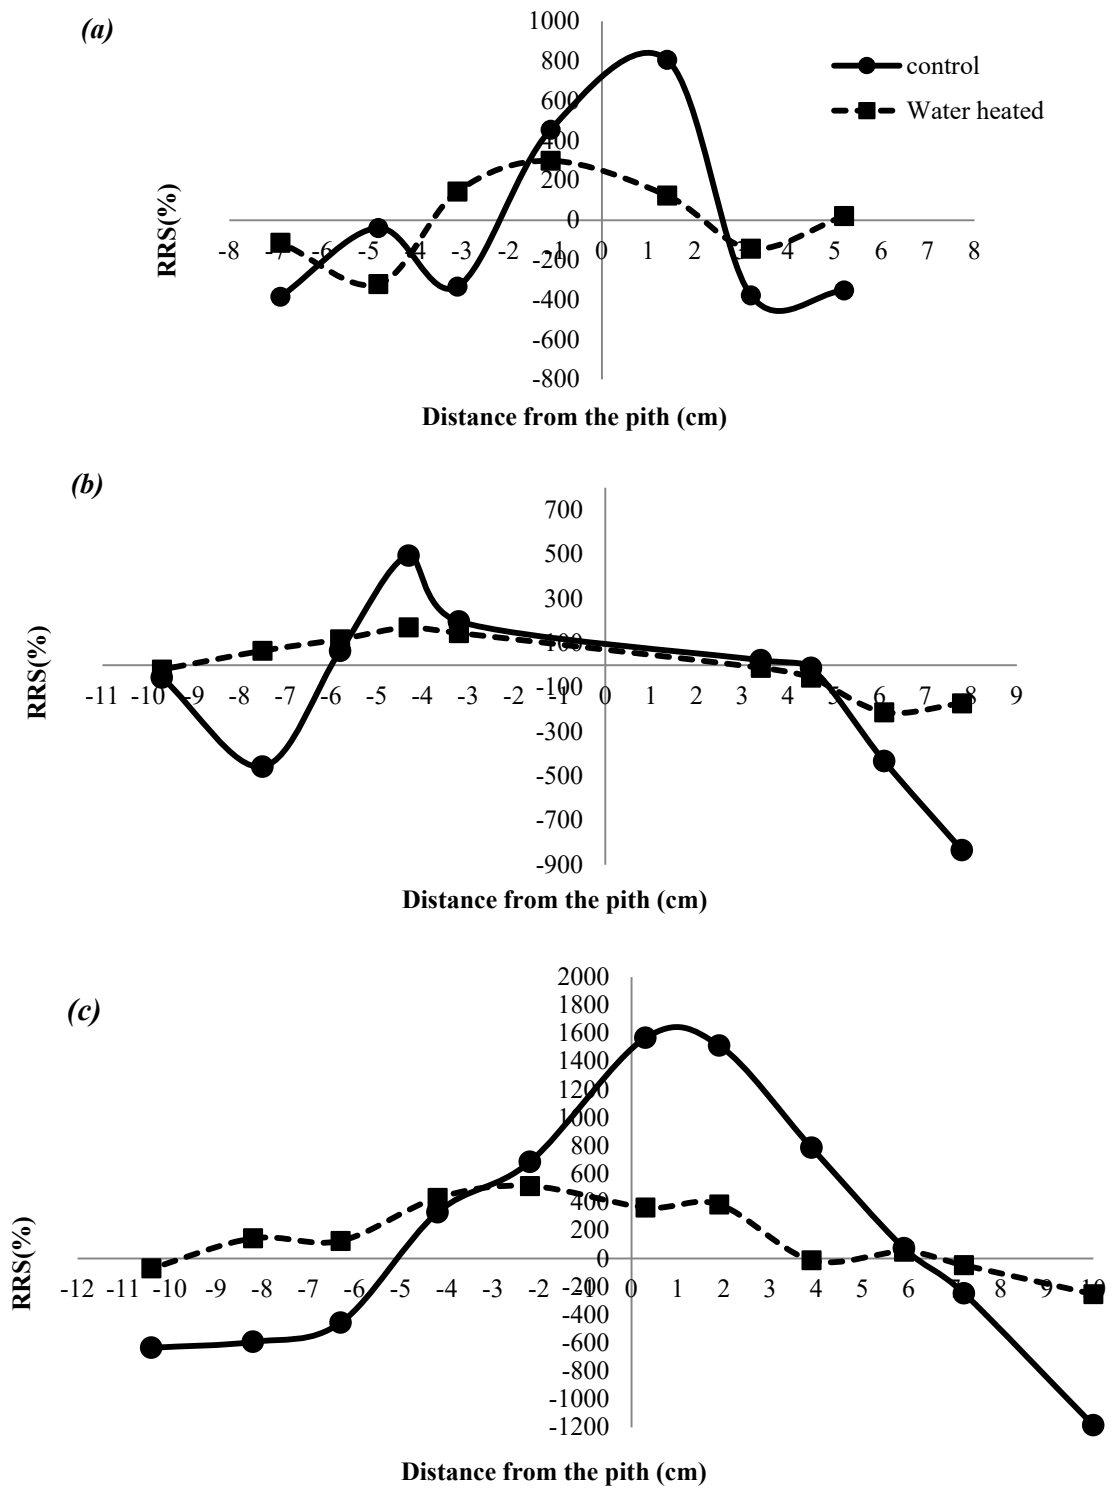 (a)
1000
800
600
400
200
0
-200
-400
-600
-800
-8 -7 -6 -5 -4 -3 -2 -1 0 1 2 3 4 5 6 7 8
RRS(%)
control
Water heated
Distance from the pith (cm)
(b)
700
500
300
100
-100
-300
-500
-700
-900
-11 -10 -9 -8 -7 -6 -5 -4 -3 -2 -1 0 1 2 3 4 5 6 7 8 9
RRS(%)
Distance from the pith (cm)
(c)
2000
1800
1600
1400
1200
1000
800
600
400
200
0
-200
-400
-600
-800
-1000
-1200
-12 -11 -10 -9 -8 -7 -6 -5 -4 -3 -2 -1 0 1 2 3 4 5 6 7 8 9 10
RRS(%)
Distance from the pith (cm)